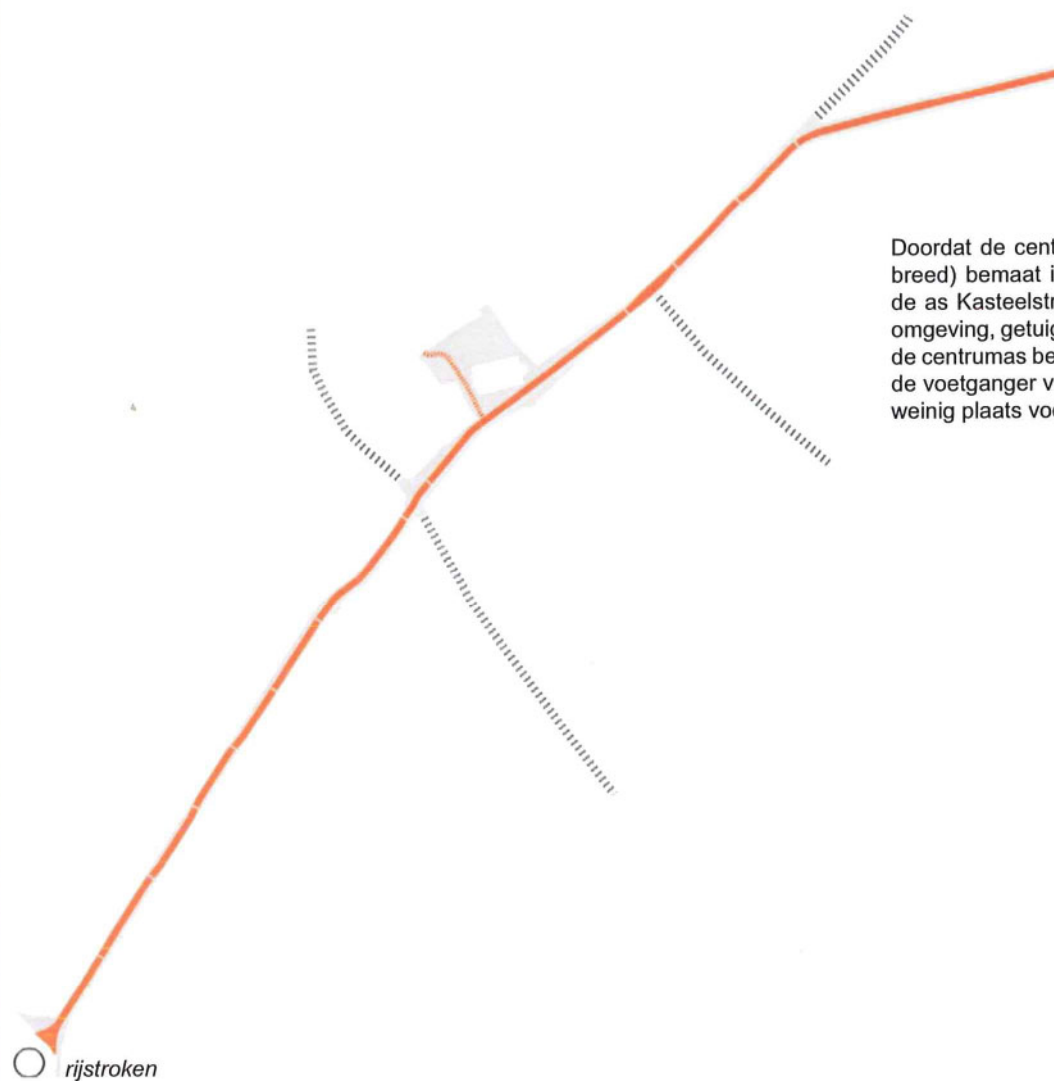 Doordat de cent
breed) bemaat i
de as Kasteelstr
omgeving, getuig
de centrumas be
de voetganger v
weinig plaats voo
rijstroken